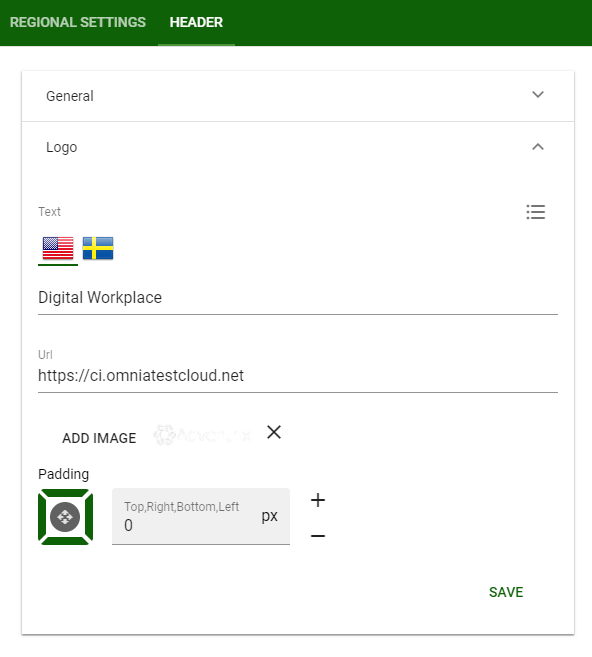 REGIONAL SETTINGS HEADER
General
Logo
Text
Digital Workplace
Url
https://ci.omniatestcloud.net
ADD IMAGE
Padding
Top,Right,Bottom,Left
0 px
SAVE